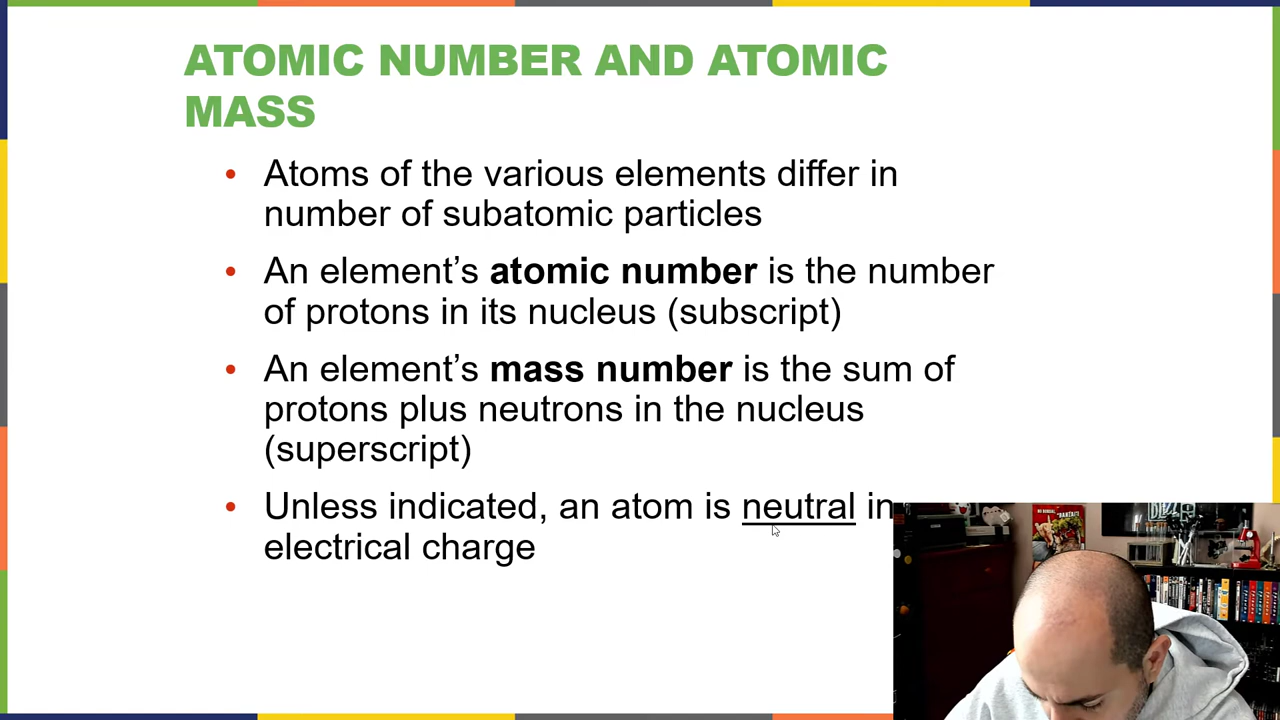 ATOMIC NUMBER AND ATOMIC
MASS
• Atoms of the various elements differ in
number of subatomic particles
• An element’s atomic number is the number
of protons in its nucleus (subscript)
• An element’s mass number is the sum of
protons plus neutrons in the nucleus
(superscript)
• Unless indicated, an atom is neutral in
electrical charge